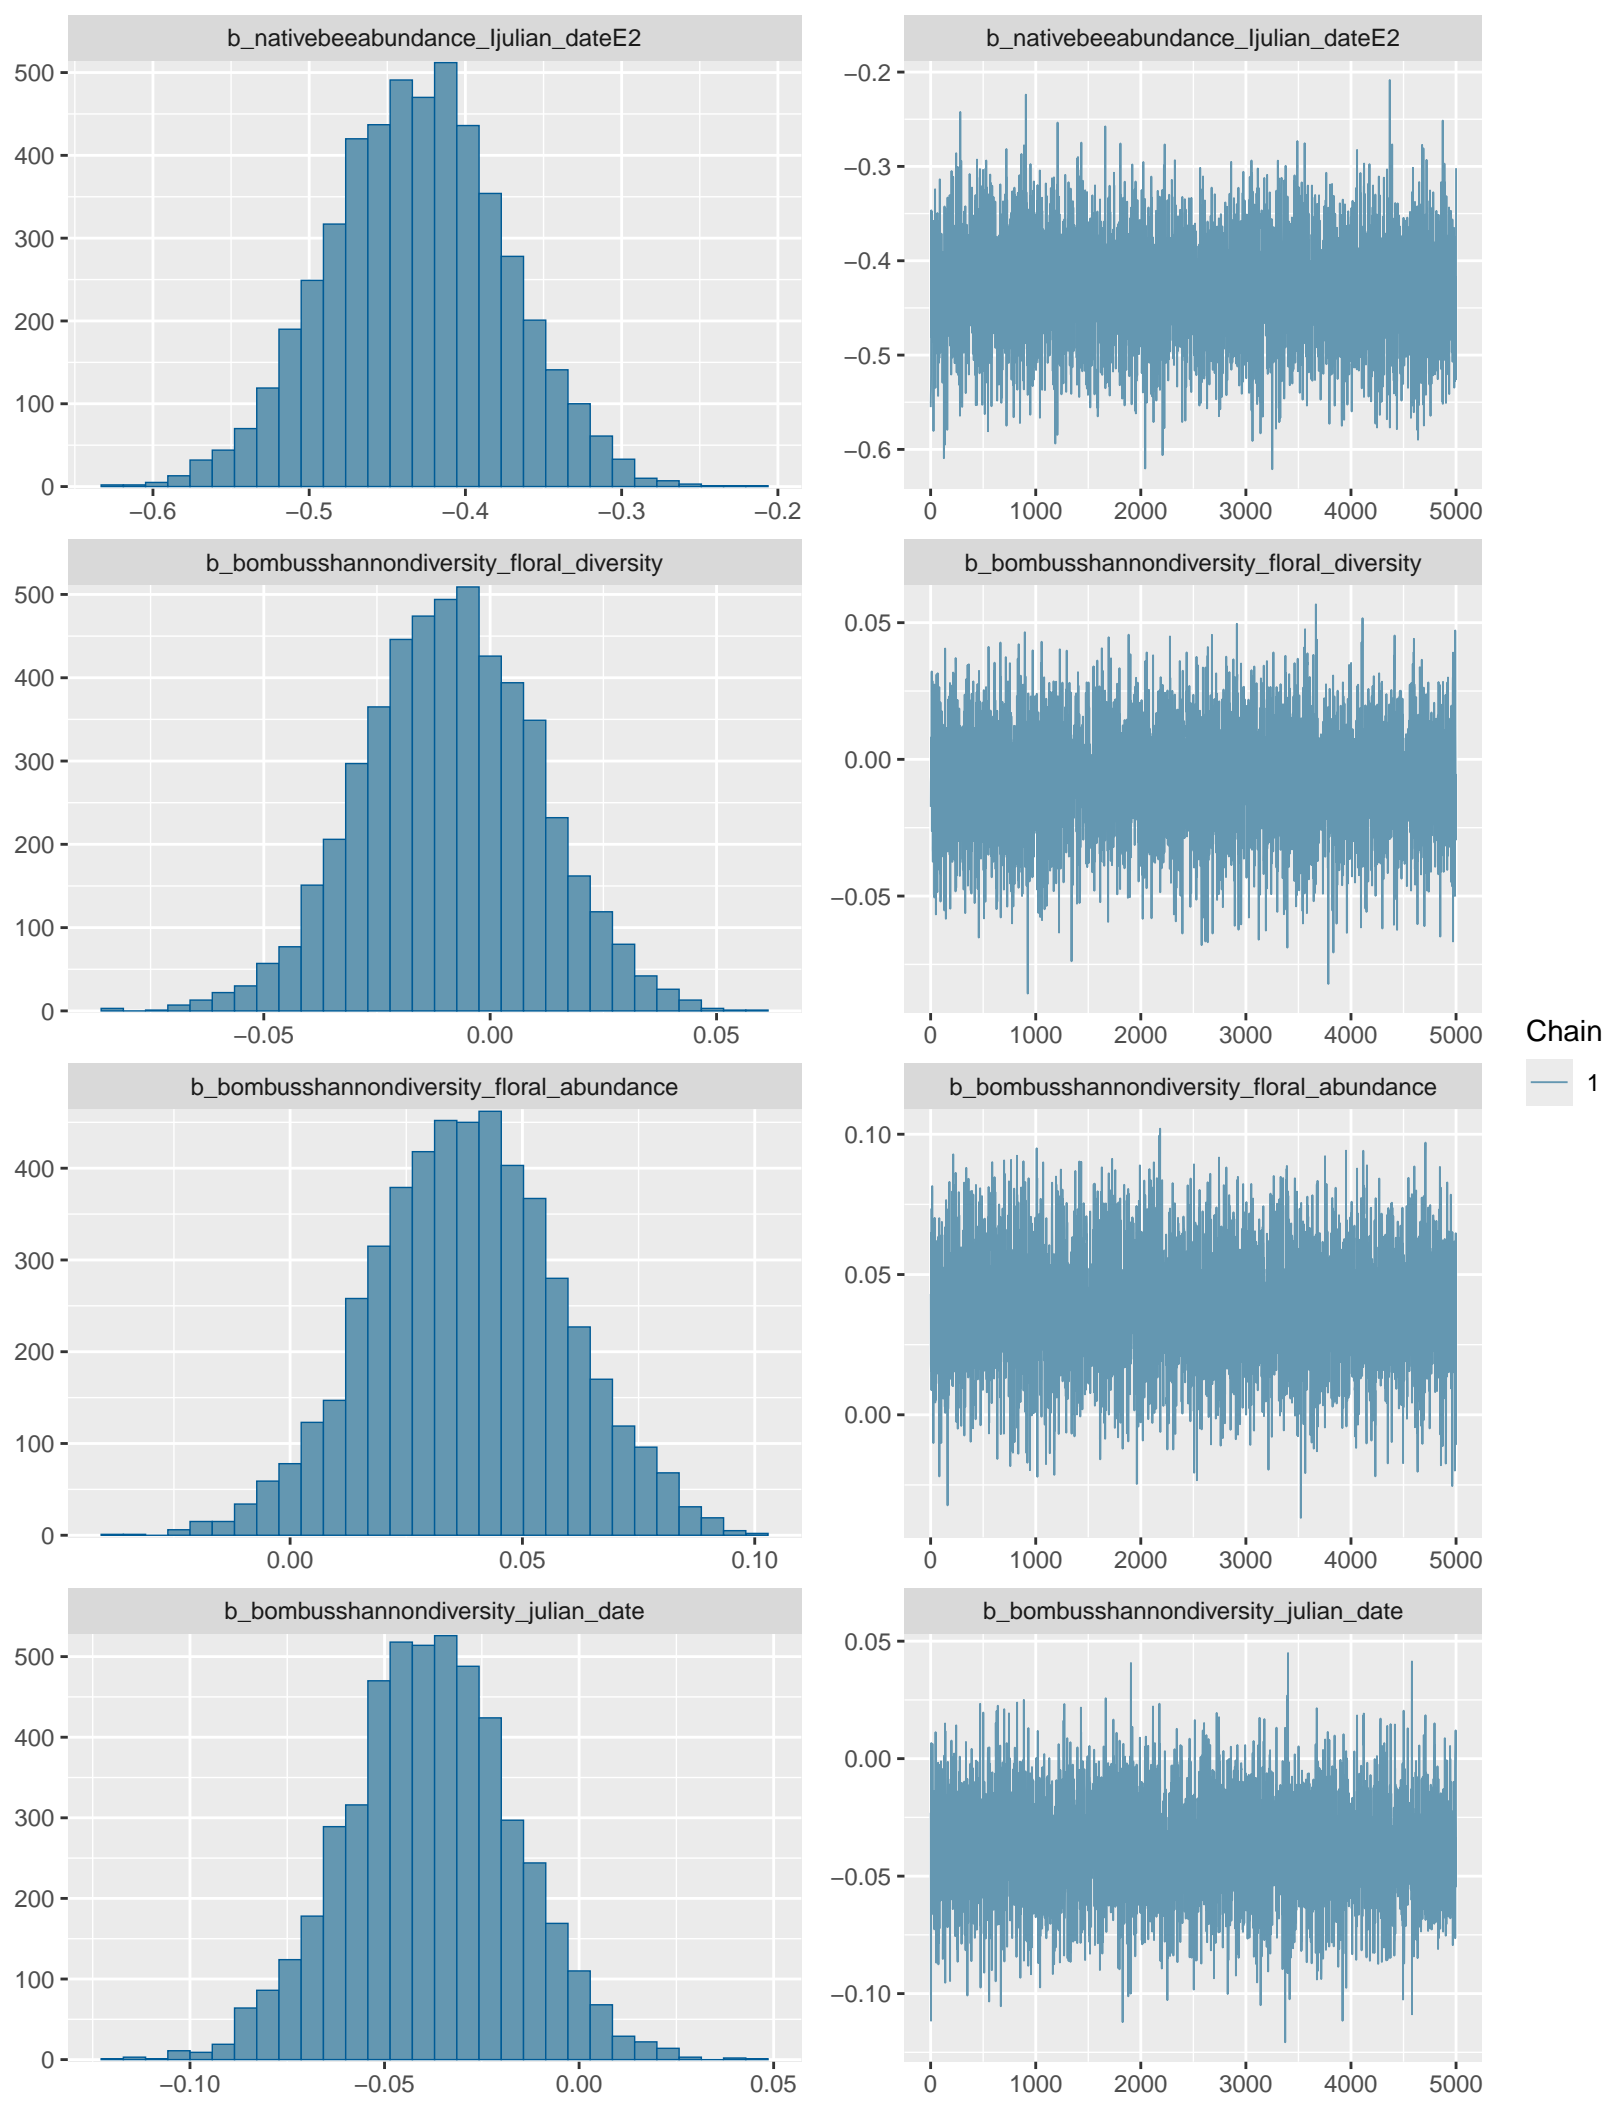 b_nativebeeabundance_Ijulian_dateE2
500
400
300
200
100
0
−0.6 −0.5 −0.4 −0.3 −0.2
b_nativebeeabundance_Ijulian_dateE2
−0.2
−0.3
−0.4
−0.5
−0.6
0 1000 2000 3000 4000 5000
b_bombusshannondiversity_floral_diversity
500
400
300
200
100
0
−0.05 0.00 0.05
b_bombusshannondiversity_floral_diversity
0.05
0.00
−0.05
0 1000 2000 3000 4000 5000
b_bombusshannondiversity_floral_abundance
400
300
200
100
0
0.00 0.05 0.10
b_bombusshannondiversity_floral_abundance
0.10
0.05
0.00
0 1000 2000 3000 4000 5000
b_bombusshannondiversity_julian_date
500
400
300
200
100
0
−0.10 −0.05 0.00 0.05
b_bombusshannondiversity_julian_date
0.05
0.00
−0.05
−0.10
0 1000 2000 3000 4000 5000
Chain
1